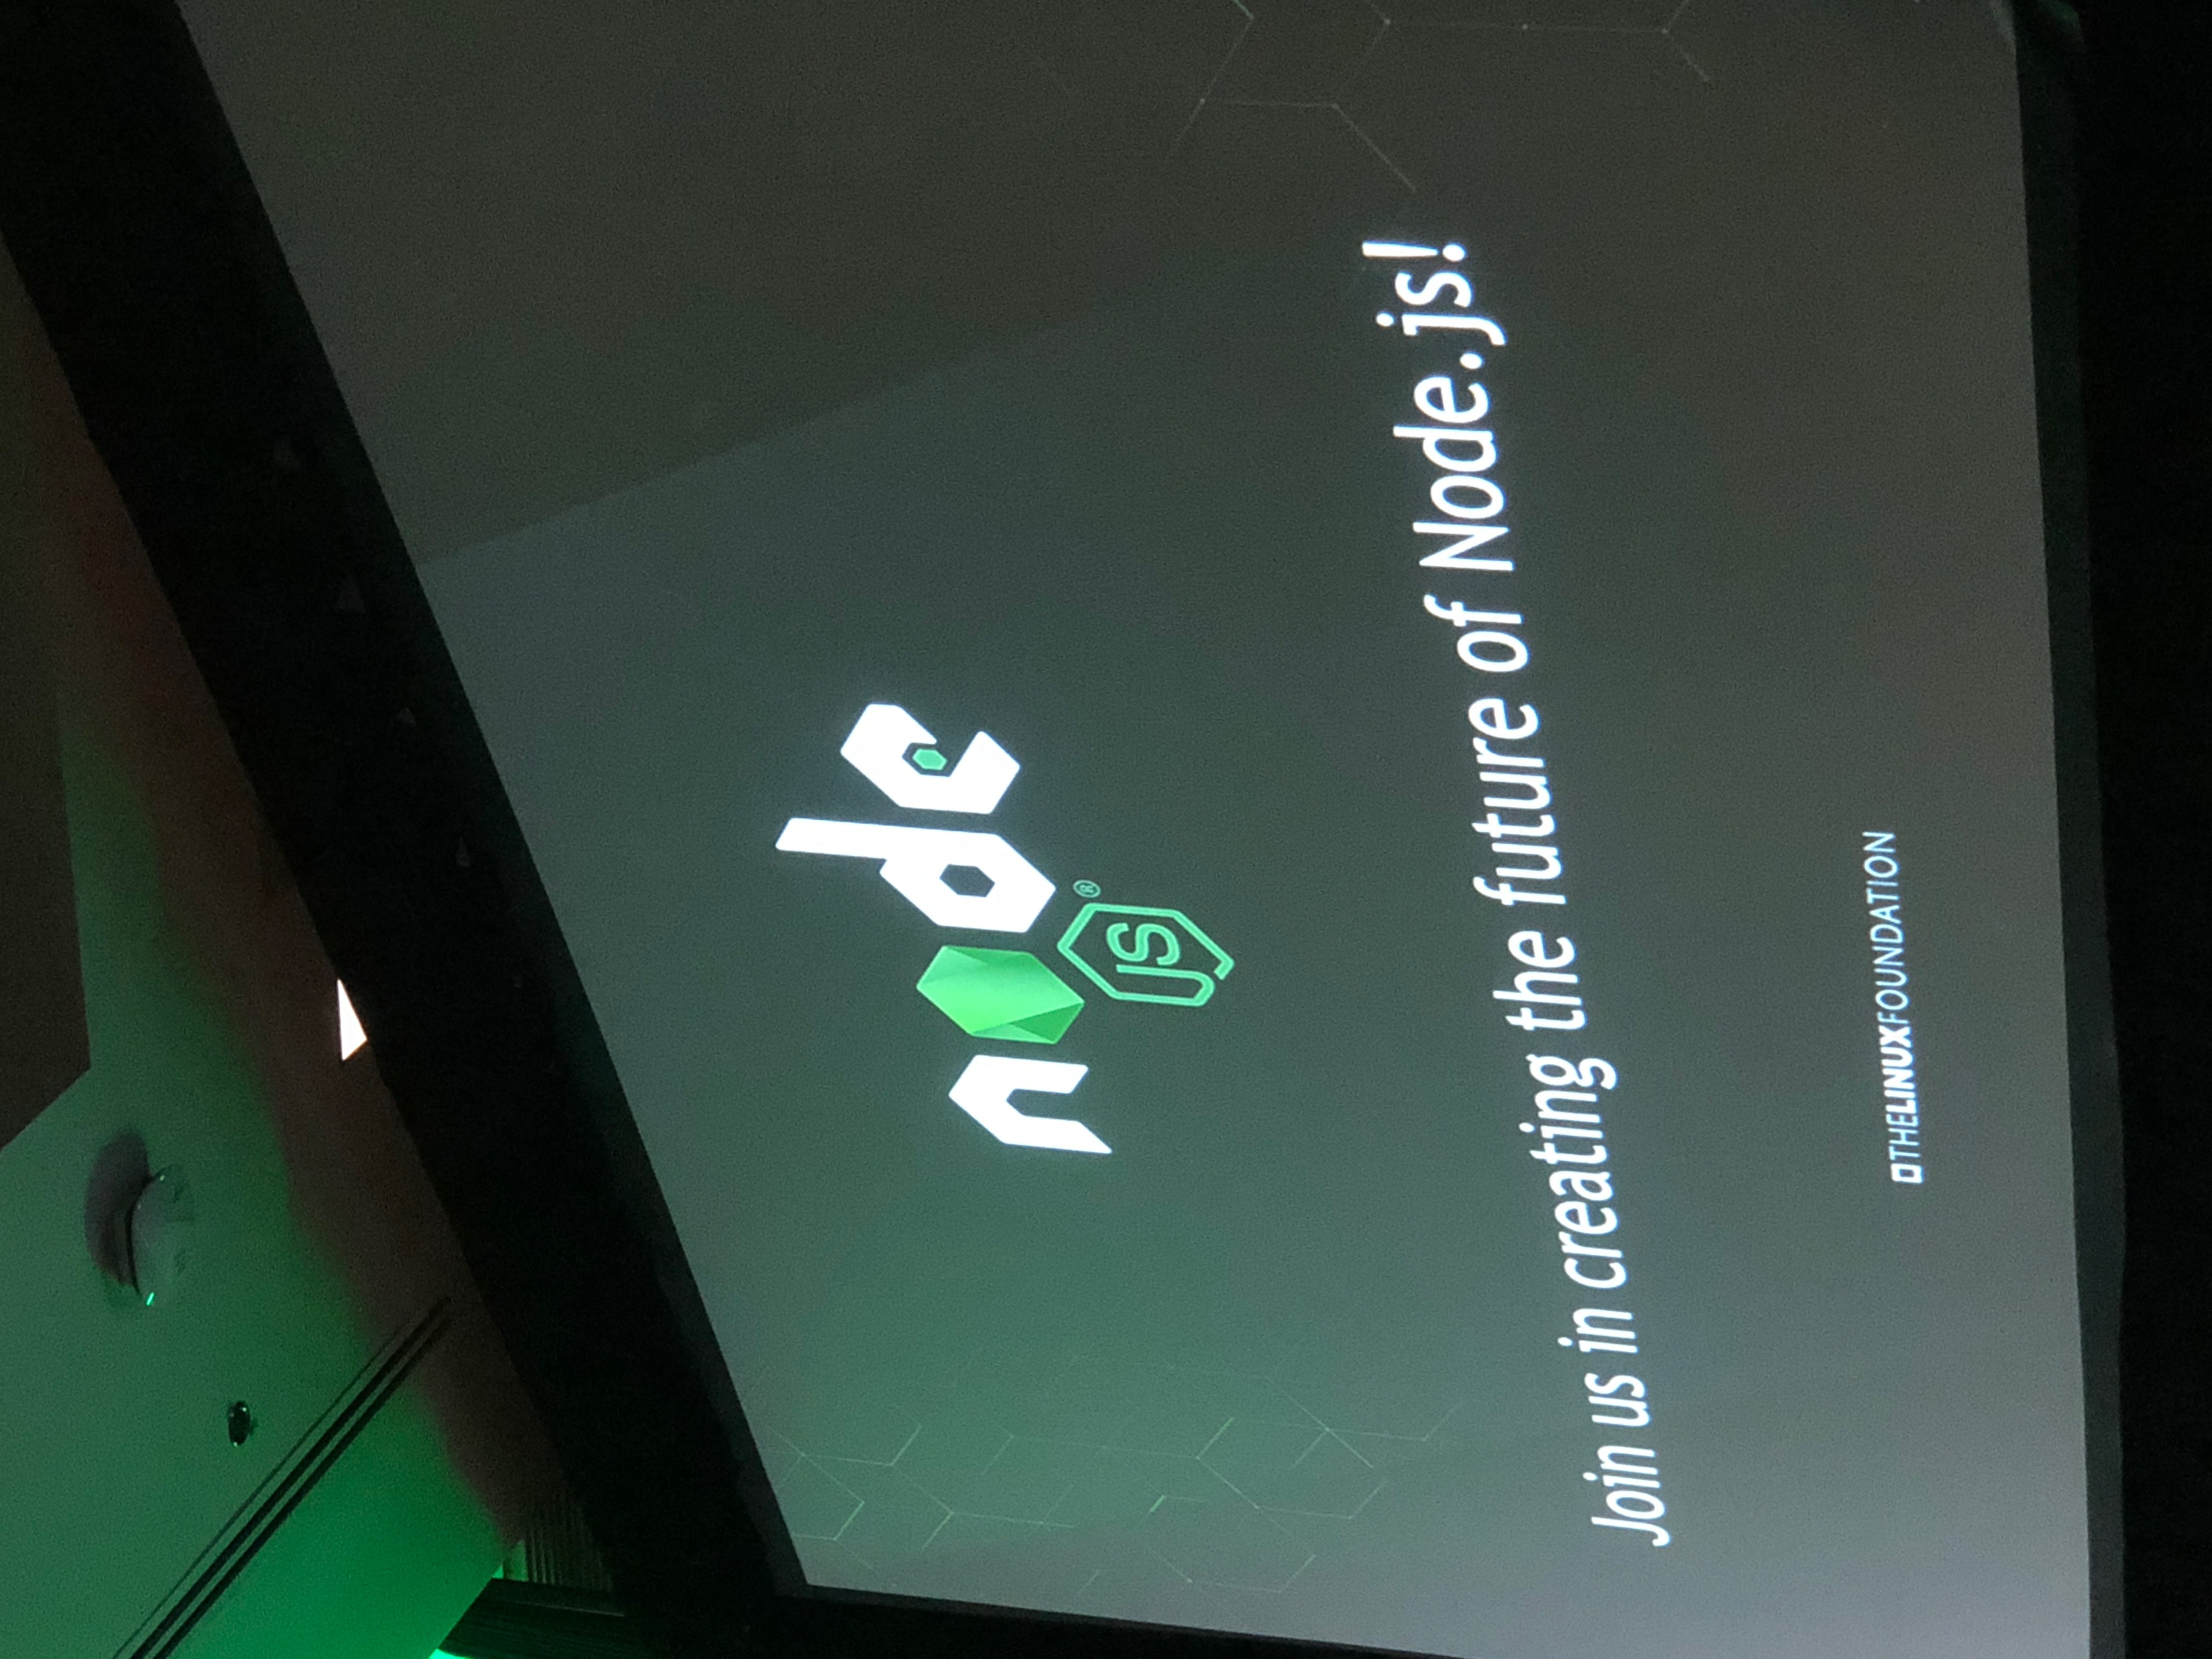 node
JS®
Join us in creating the future of Node.js!
THELINUXFOUNDATION